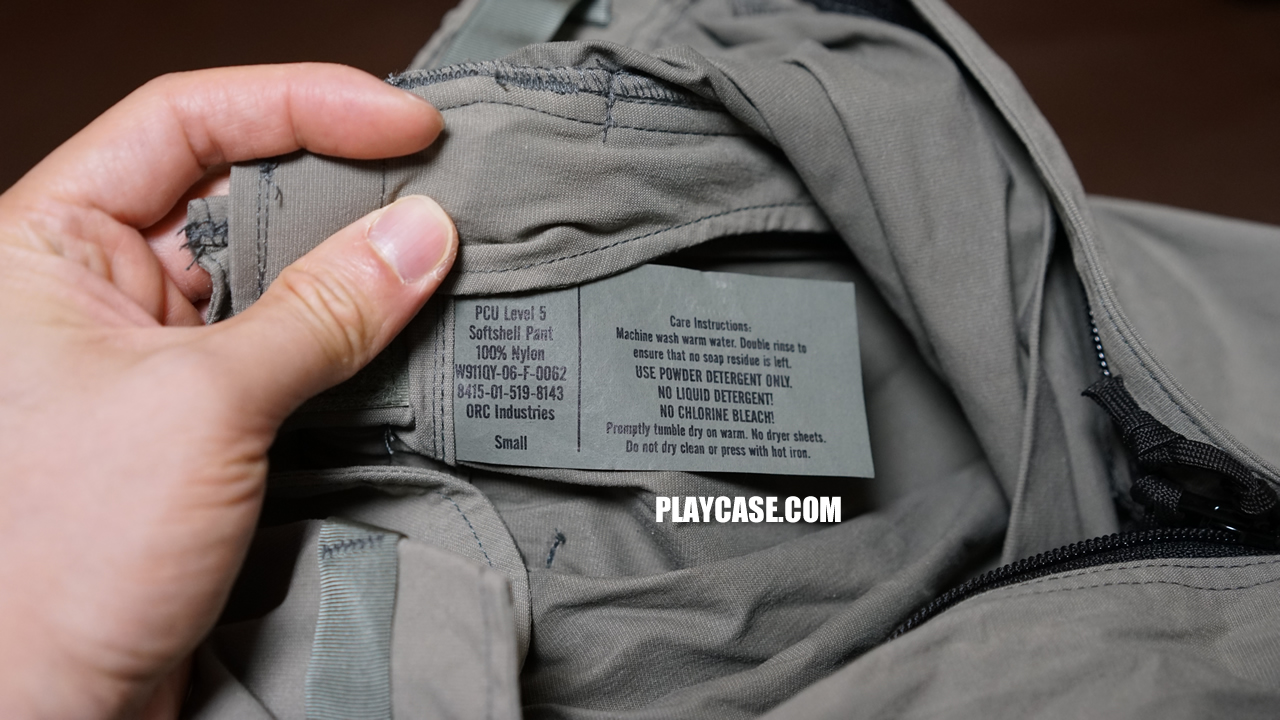 PCU Level 5
Softshell Pant
100% Nylon
W911QY-06-F-0062
8415-01-519-8143
ORC Industries
Small
Care Instructions:
Machine wash warm water. Double rinse to
ensure that no soap residue is left.
USE POWDER DETERGENT ONLY.
NO LIQUID DETERGENT!
NO CHLORINE BLEACH!
Promptly tumble dry on warm. No dryer sheets.
Do not dry clean or press with hot iron.
PLAYCASE.COM